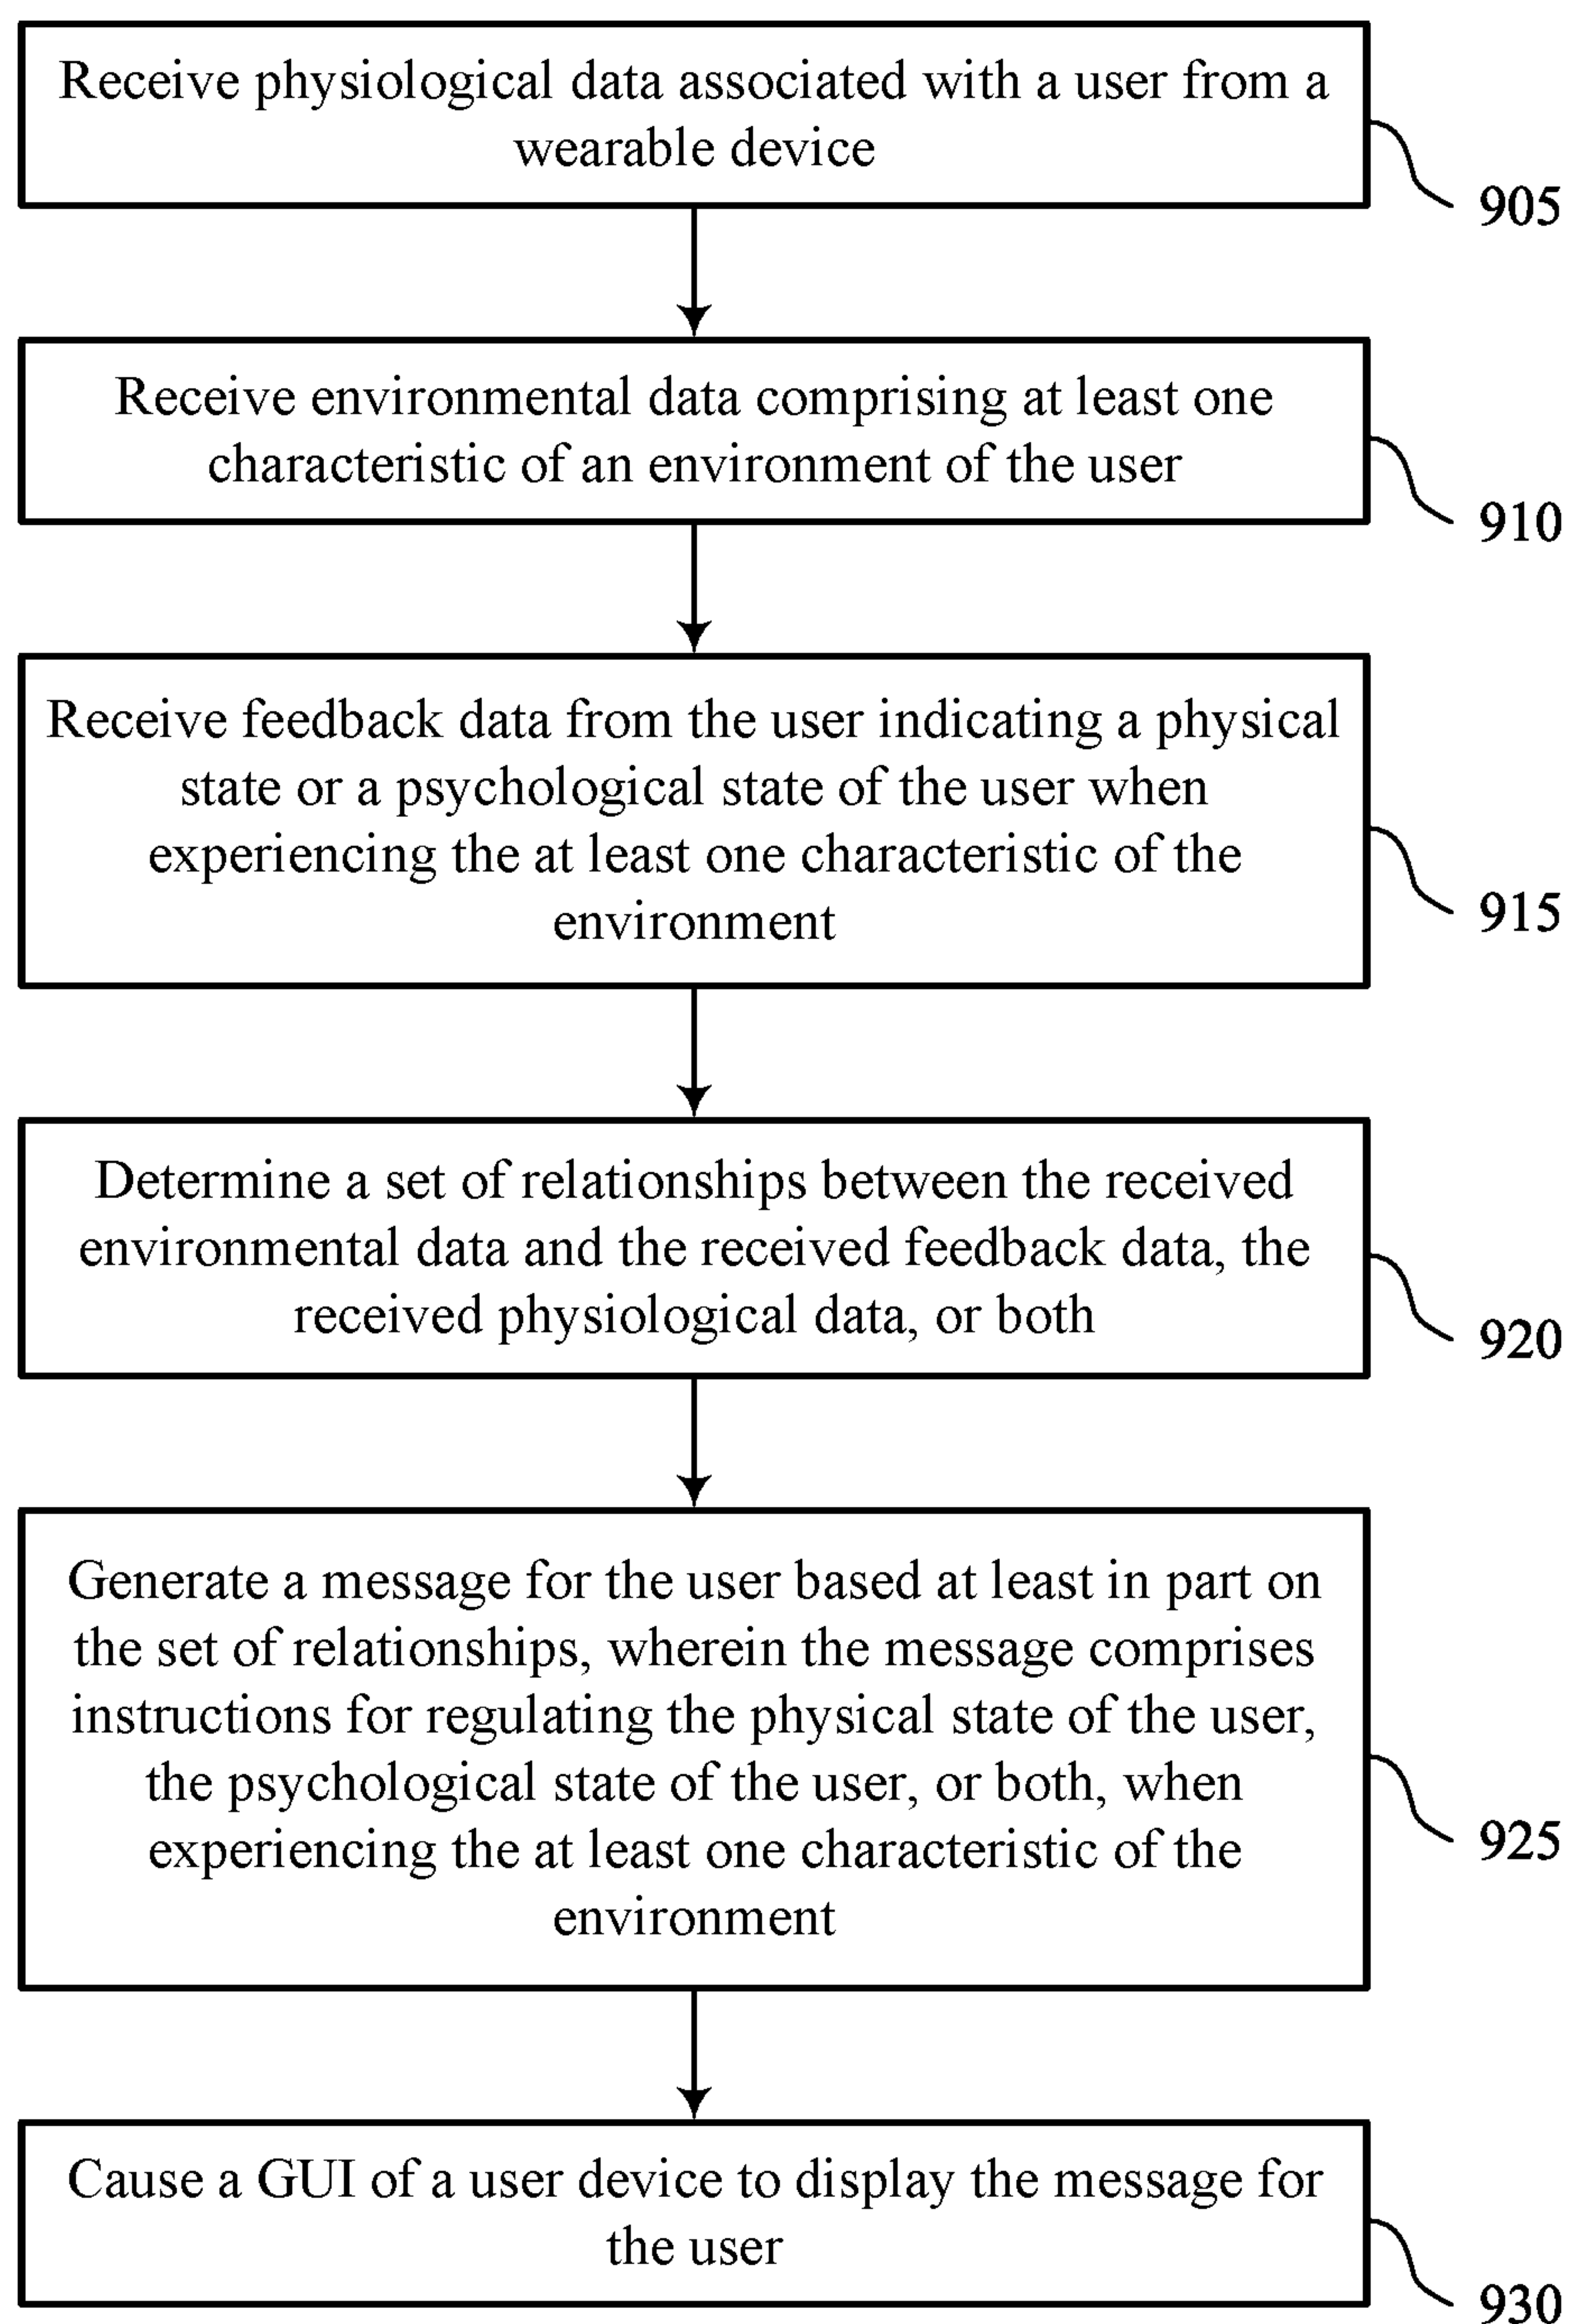 Receive physiological data associated with a user from a
wearable device
905
Receive environmental data comprising at least one
characteristic of an environment of the user
910
Receive feedback data from the user indicating a physical
state or a psychological state of the user when
experiencing the at least one characteristic of the
environment
915
Determine a set of relationships between the received
environmental data and the received feedback data, the
received physiological data, or both
920
Generate a message for the user based at least in part on
the set of relationships, wherein the message comprises
instructions for regulating the physical state of the user,
the psychological state of the user, or both, when
experiencing the at least one characteristic of the
environment
925
Cause a GUI of a user device to display the message for
the user
930